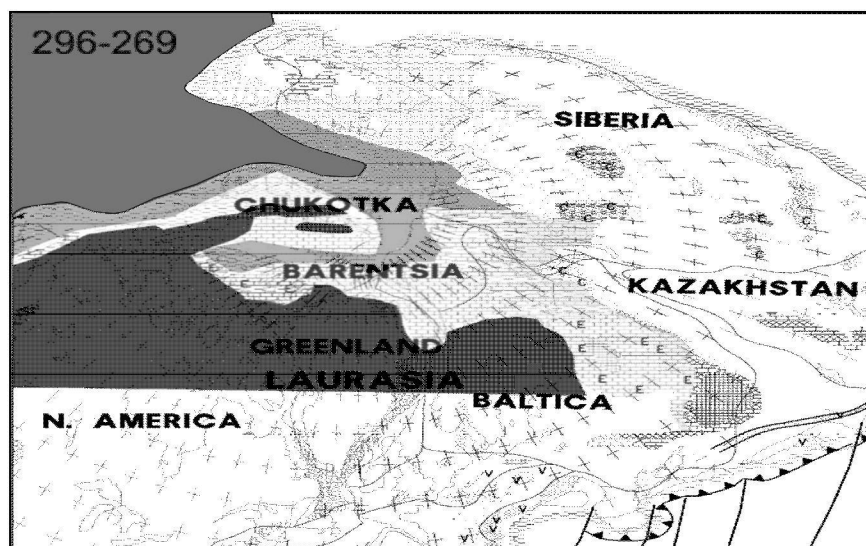 296-269
SIBERIA
CHUKOTKA
BARENTSIA
KAZAKHSTAN
GREENLAND
LAURASIA
BALTICA
N. AMERICA